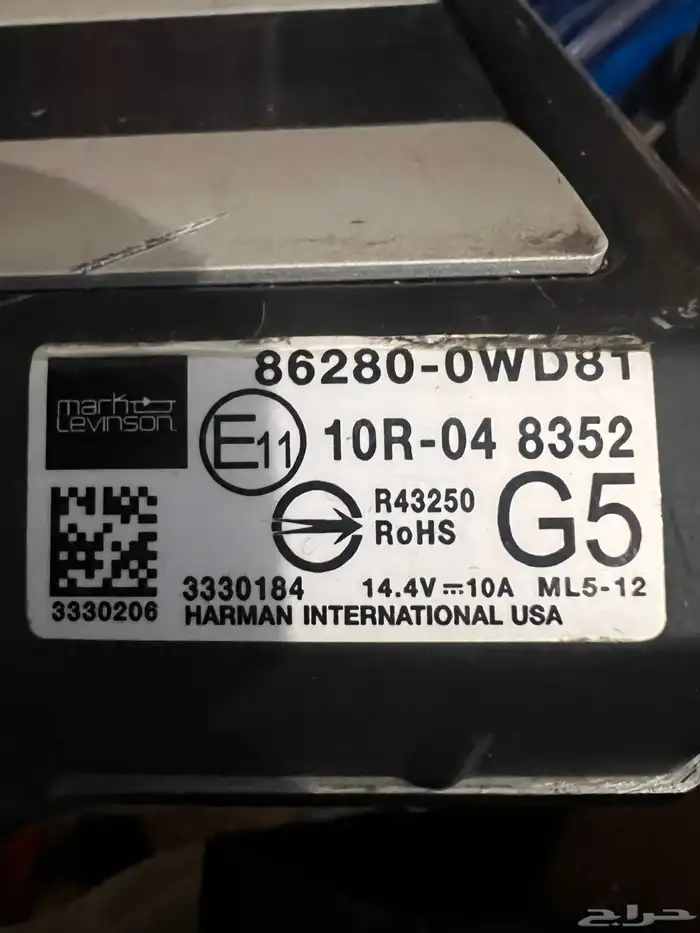 86280-0WD81
mark
Levinson
E11
10R-04 8352
R43250
RoHS
G5
3330184
14.4V⎓10A ML5-12
3330206
HARMAN INTERNATIONAL USA
حراج